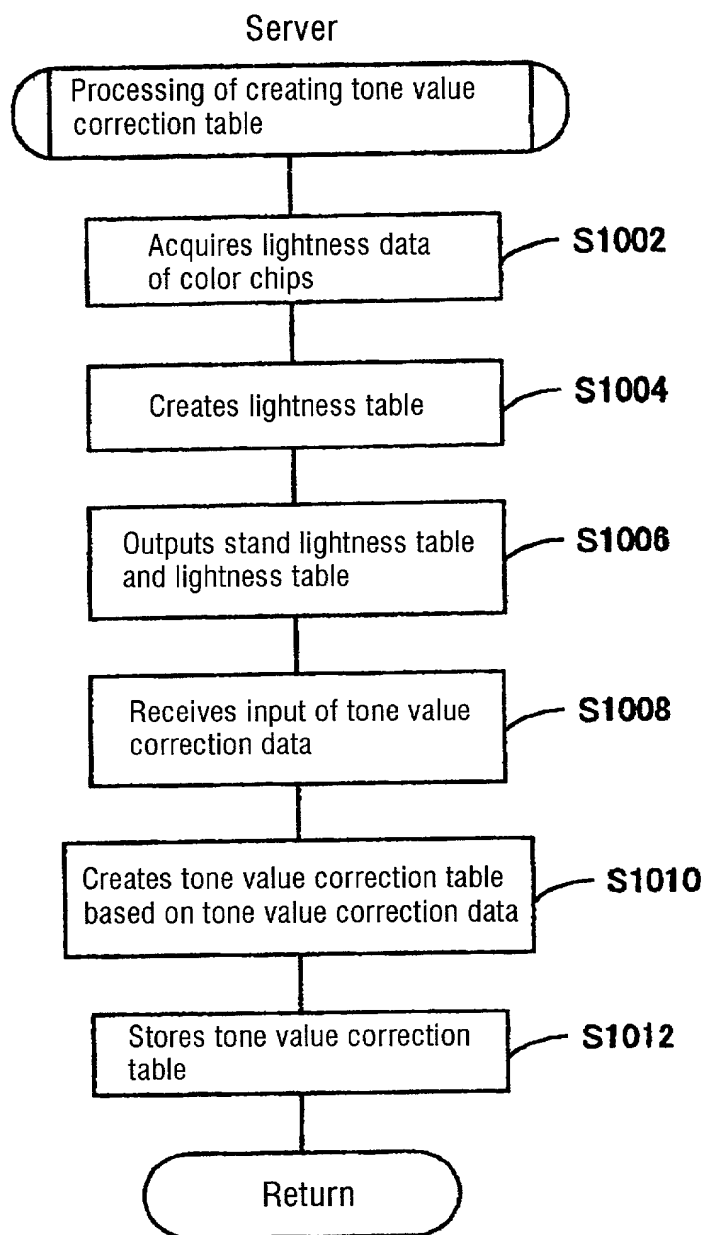 Server
Processing of creating tone value
correction table
Acquires lightness data
of color chips
S1002
Creates lightness table
S1004
Outputs stand lightness table
and lightness table
S1006
Receives input of tone value
correction data
S1008
Creates tone value correction table
based on tone value correction data
S1010
Stores tone value correction
table
S1012
Return